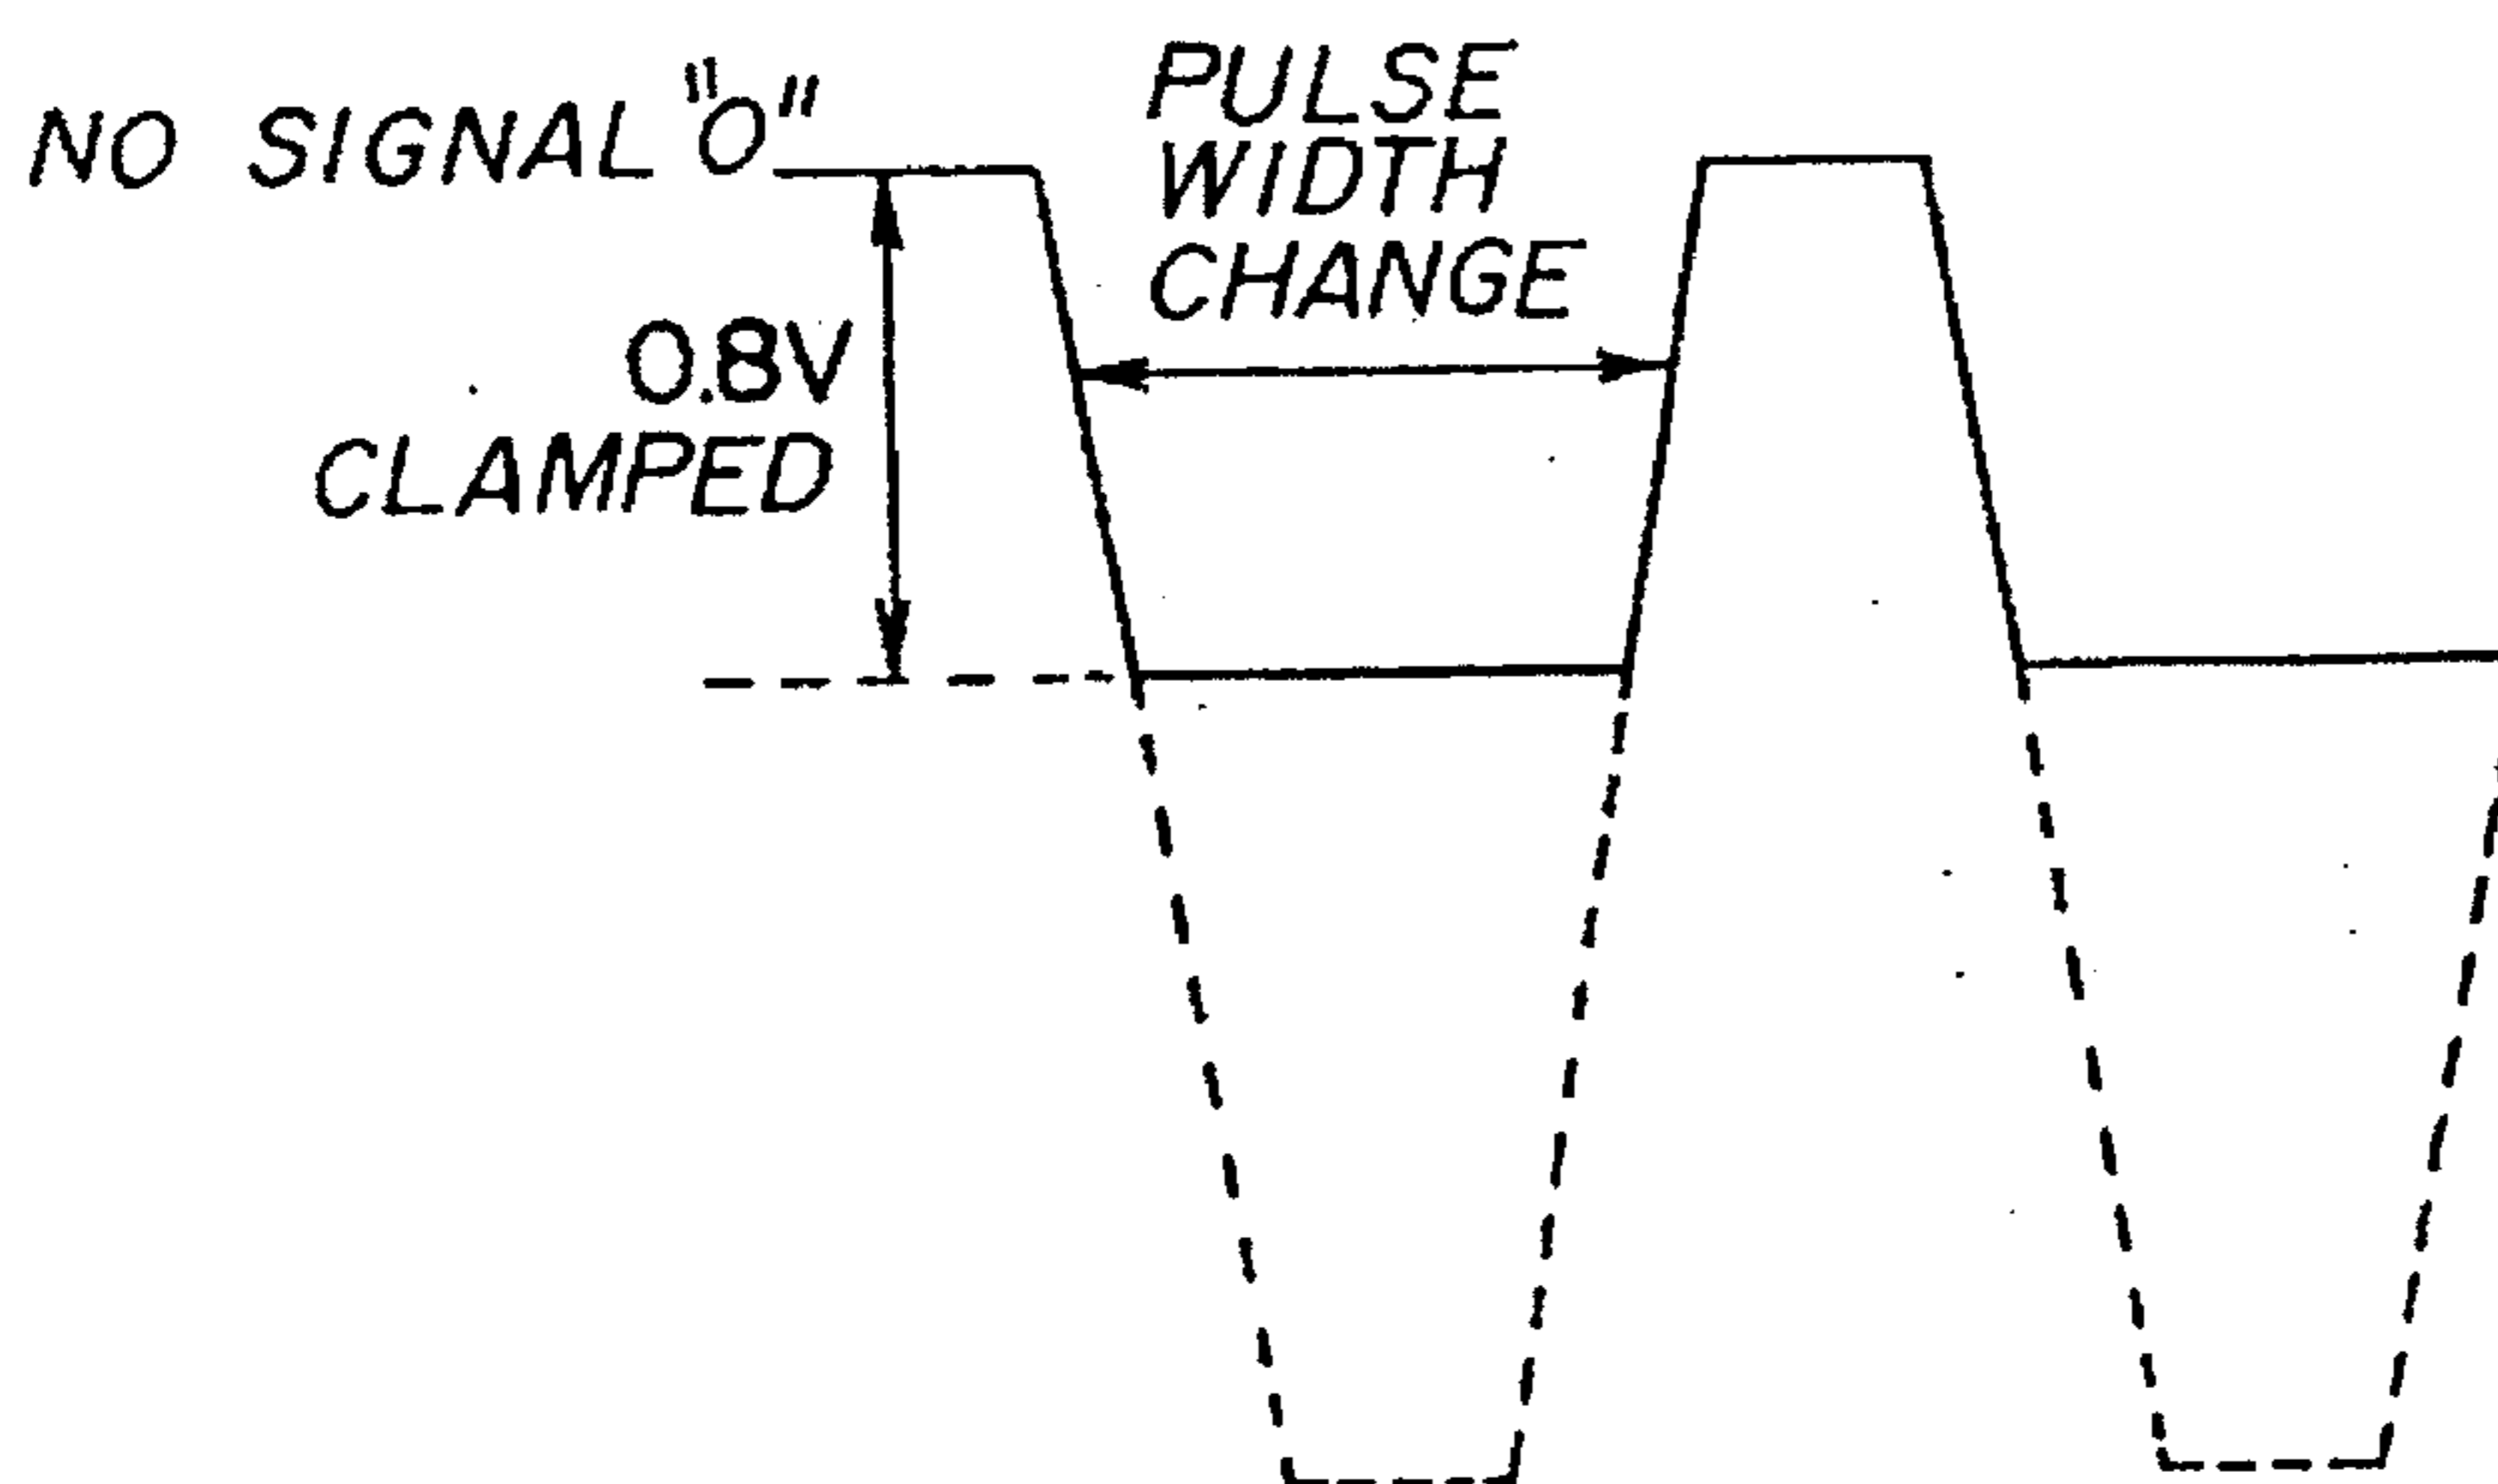 NO SIGNAL "0"
PULSE
WIDTH
CHANGE
0.8V
CLAMPED